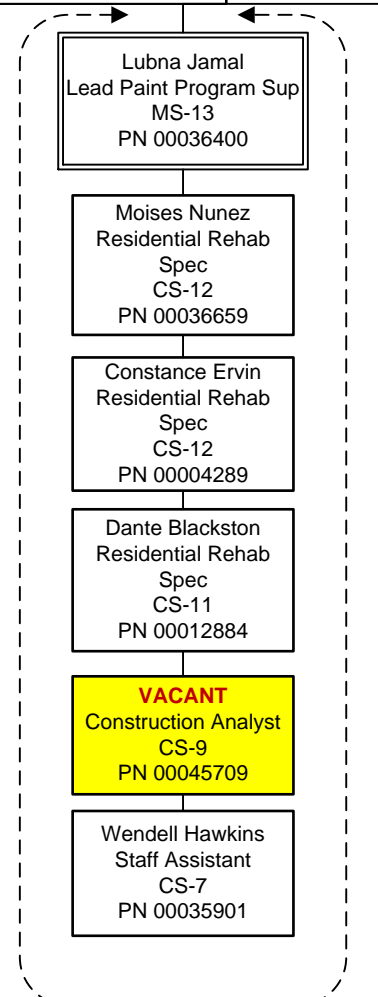 Lubna Jamal
Lead Paint Program Sup
MS-13
PN 00036400
Moises Nunez
Residential Rehab
Spec
CS-12
PN 00036659
Constance Ervin
Residential Rehab
Spec
CS-12
PN 00004289
Dante Blackston
Residential Rehab
Spec
CS-11
PN 00012884
VACANT
Construction Analyst
CS-9
PN 00045709
Wendell Hawkins
Staff Assistant
CS-7
PN 00035901